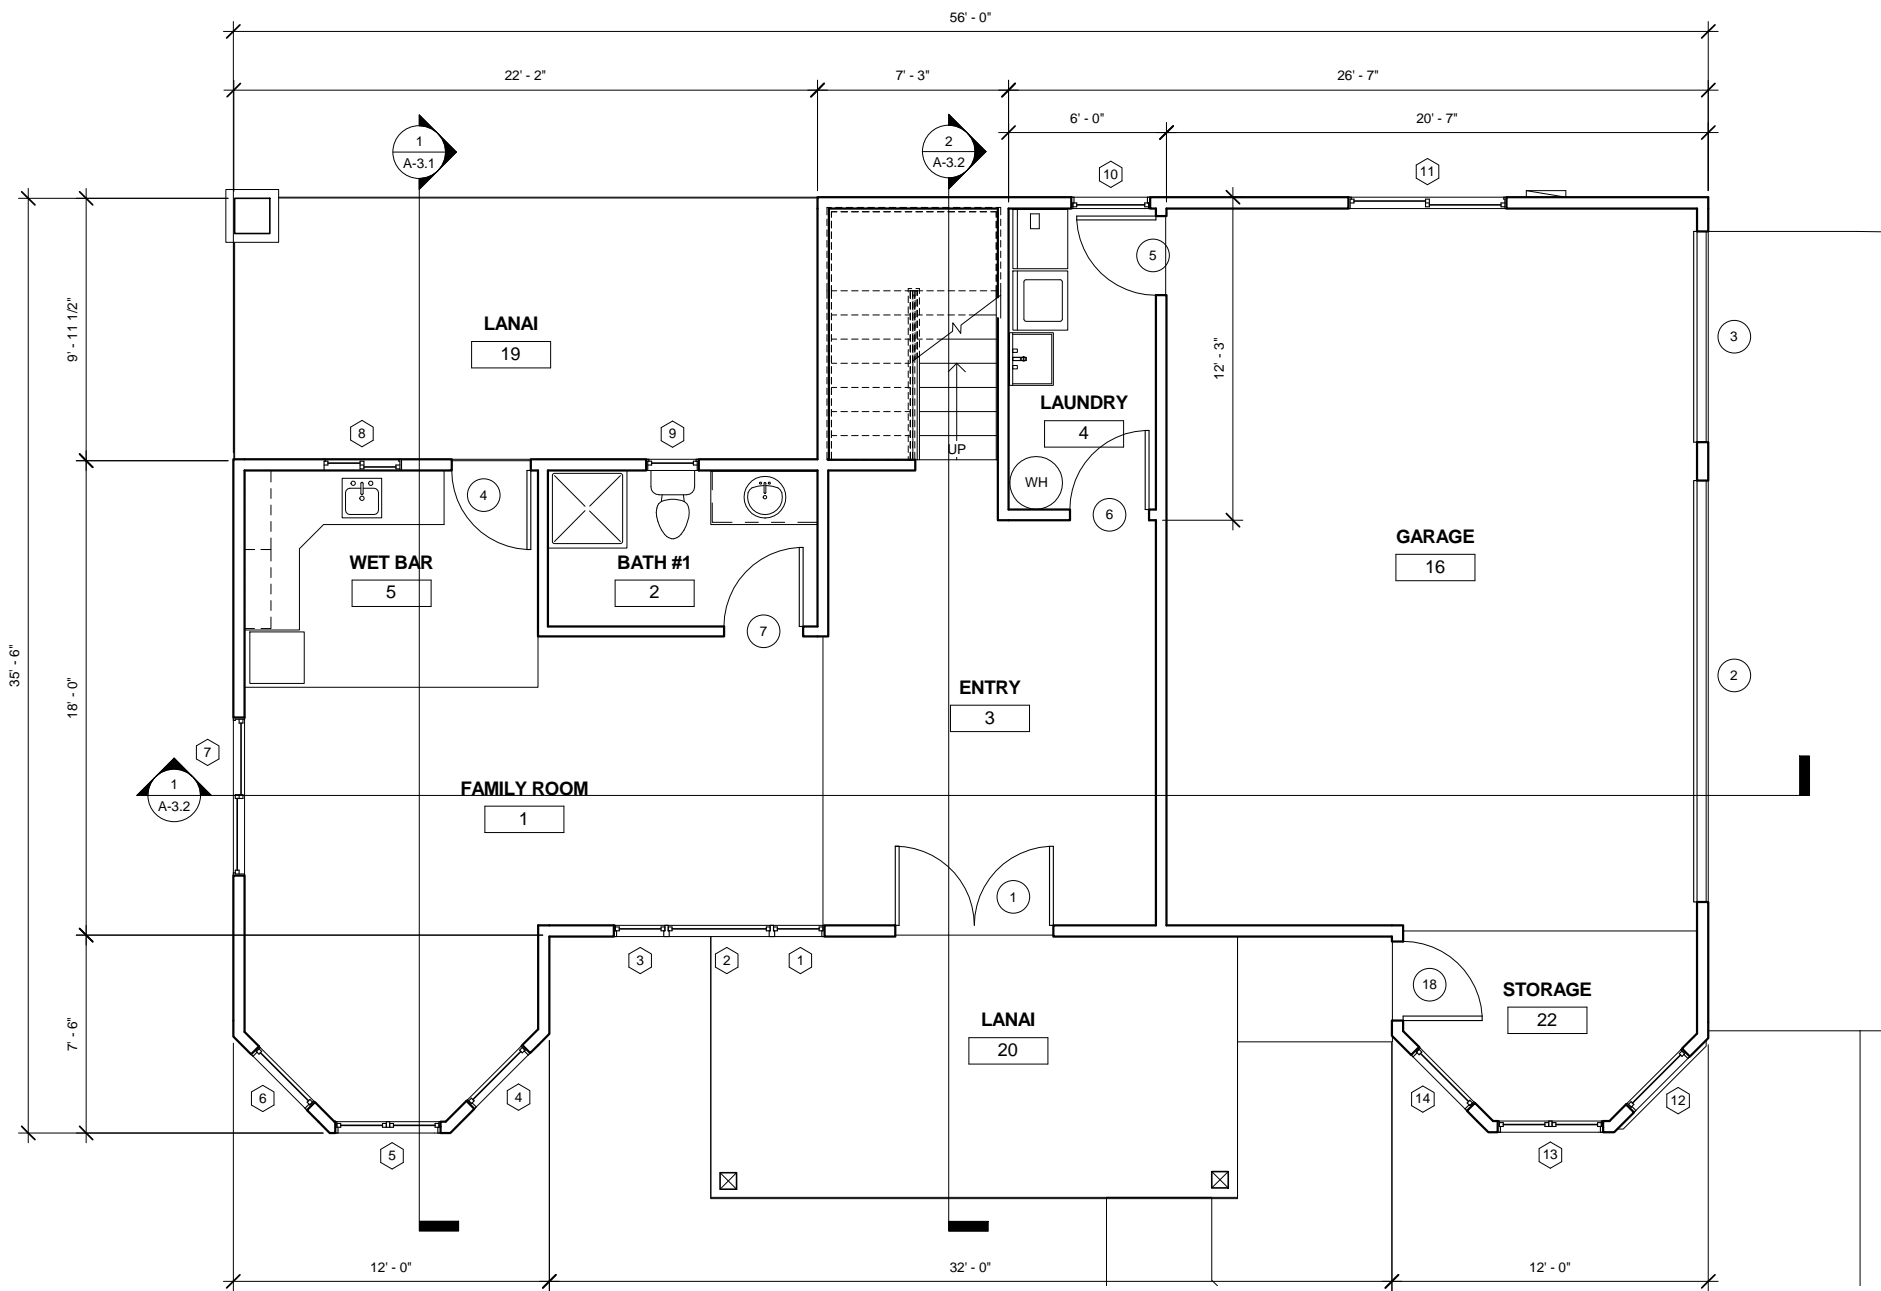 56' - 0"
22' - 2"
7' - 3"
26' - 7"
6' - 0"
20' - 7"
1
A-3.1
2
A-3.2
10
11
35' - 6"
9' - 11 1/2"
18' - 0"
7' - 6"
12' - 3"
5
LANAI
19
3
N
UP
LAUNDRY
4
8
9
WH
4
6
GARAGE
16
WET BAR
5
BATH #1
2
7
2
ENTRY
3
7
1
A-3.2
FAMILY ROOM
1
1
3
2
1
18
STORAGE
22
LANAI
20
6
4
14
12
5
13
12' - 0"
32' - 0"
12' - 0"